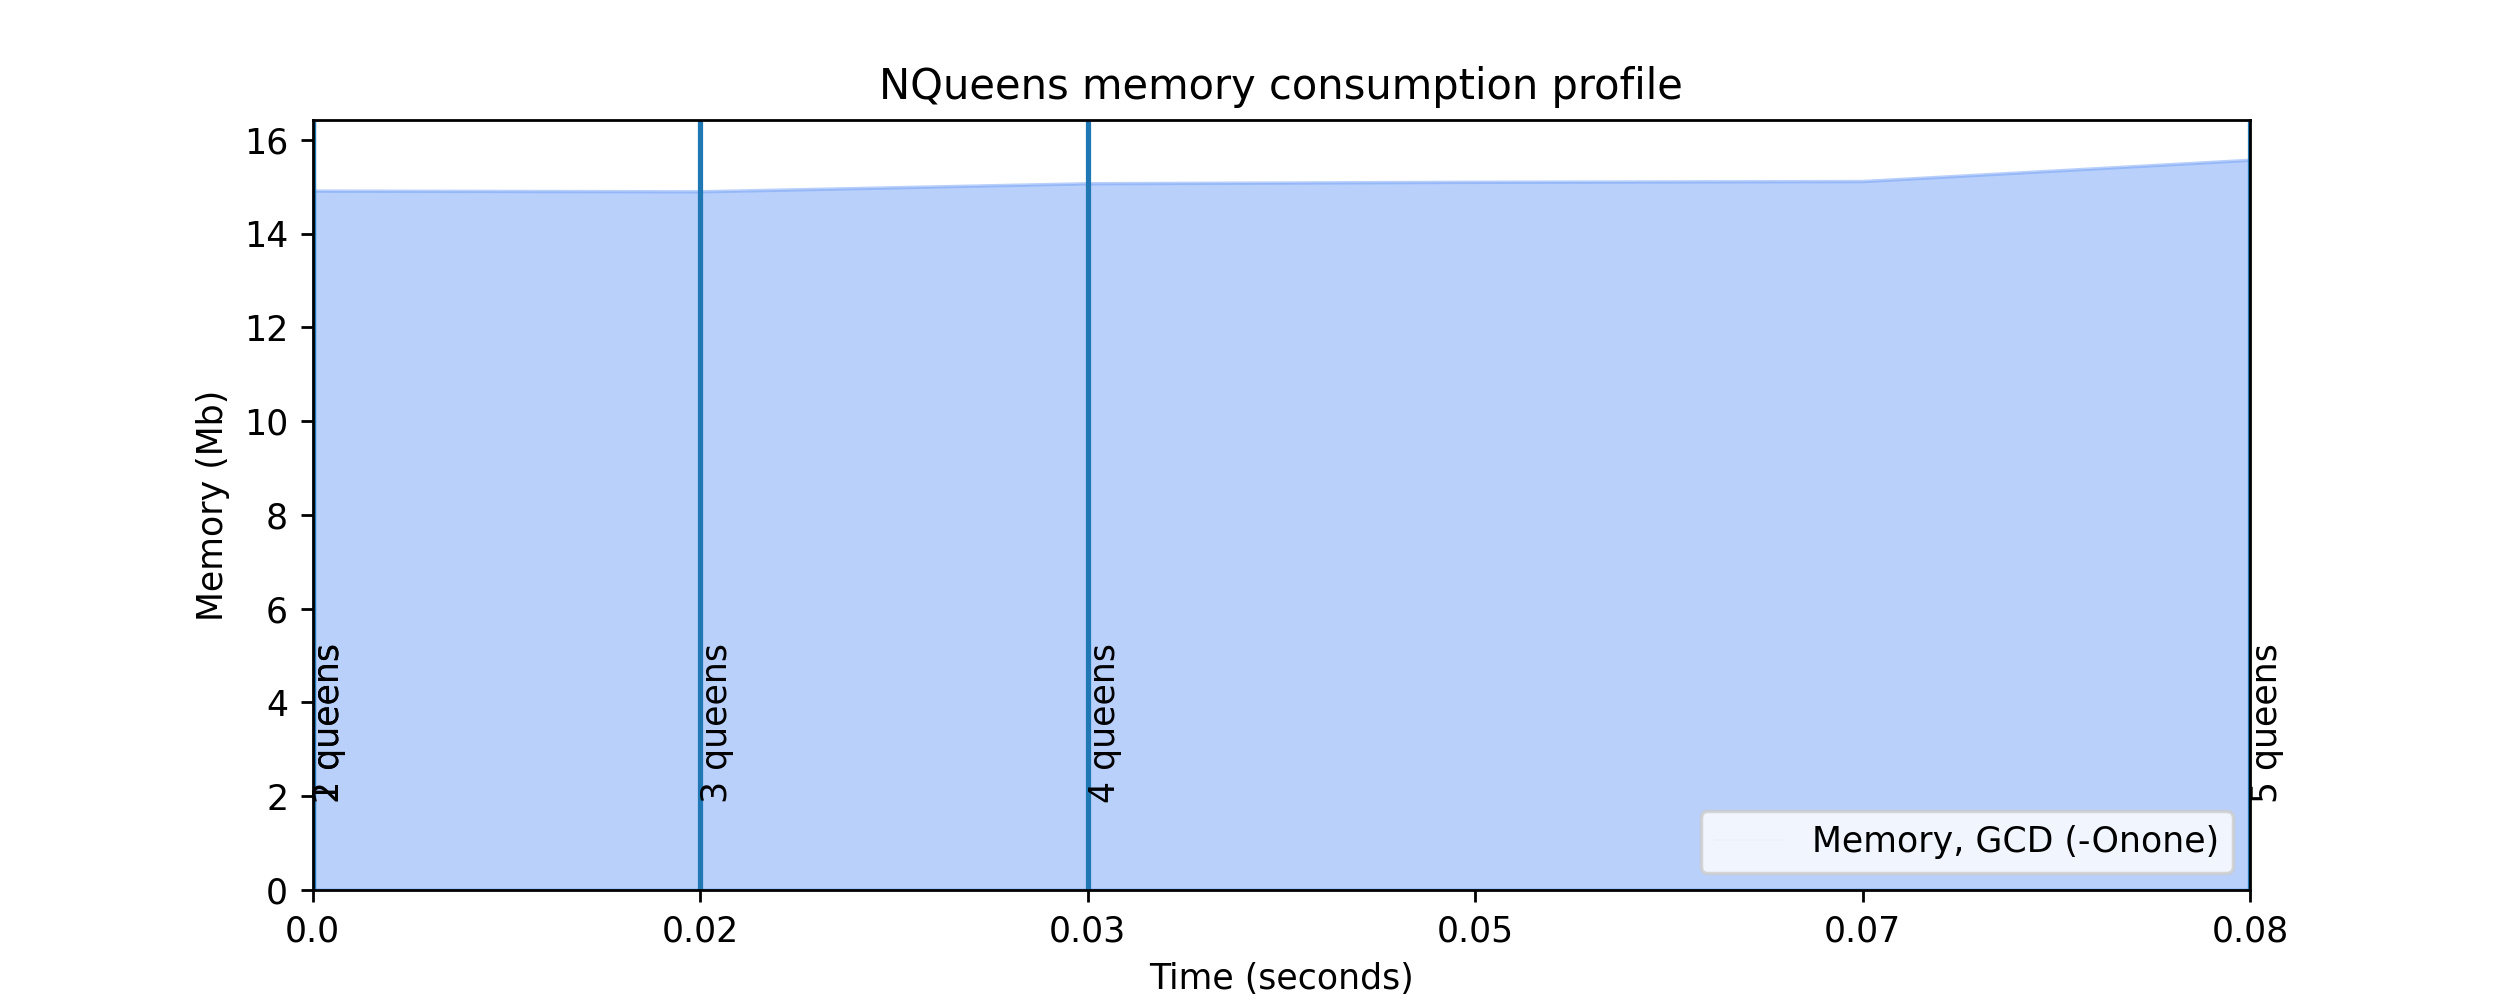 NQueens memory consumption profile
16
14
12
10
8
6
4
2
0
Memory (Mb)
queens
3 queens
4 queens
5 queens
Memory, GCD (-Onone)
0.0
0.02
0.03
0.05
0.07
0.08
Time (seconds)